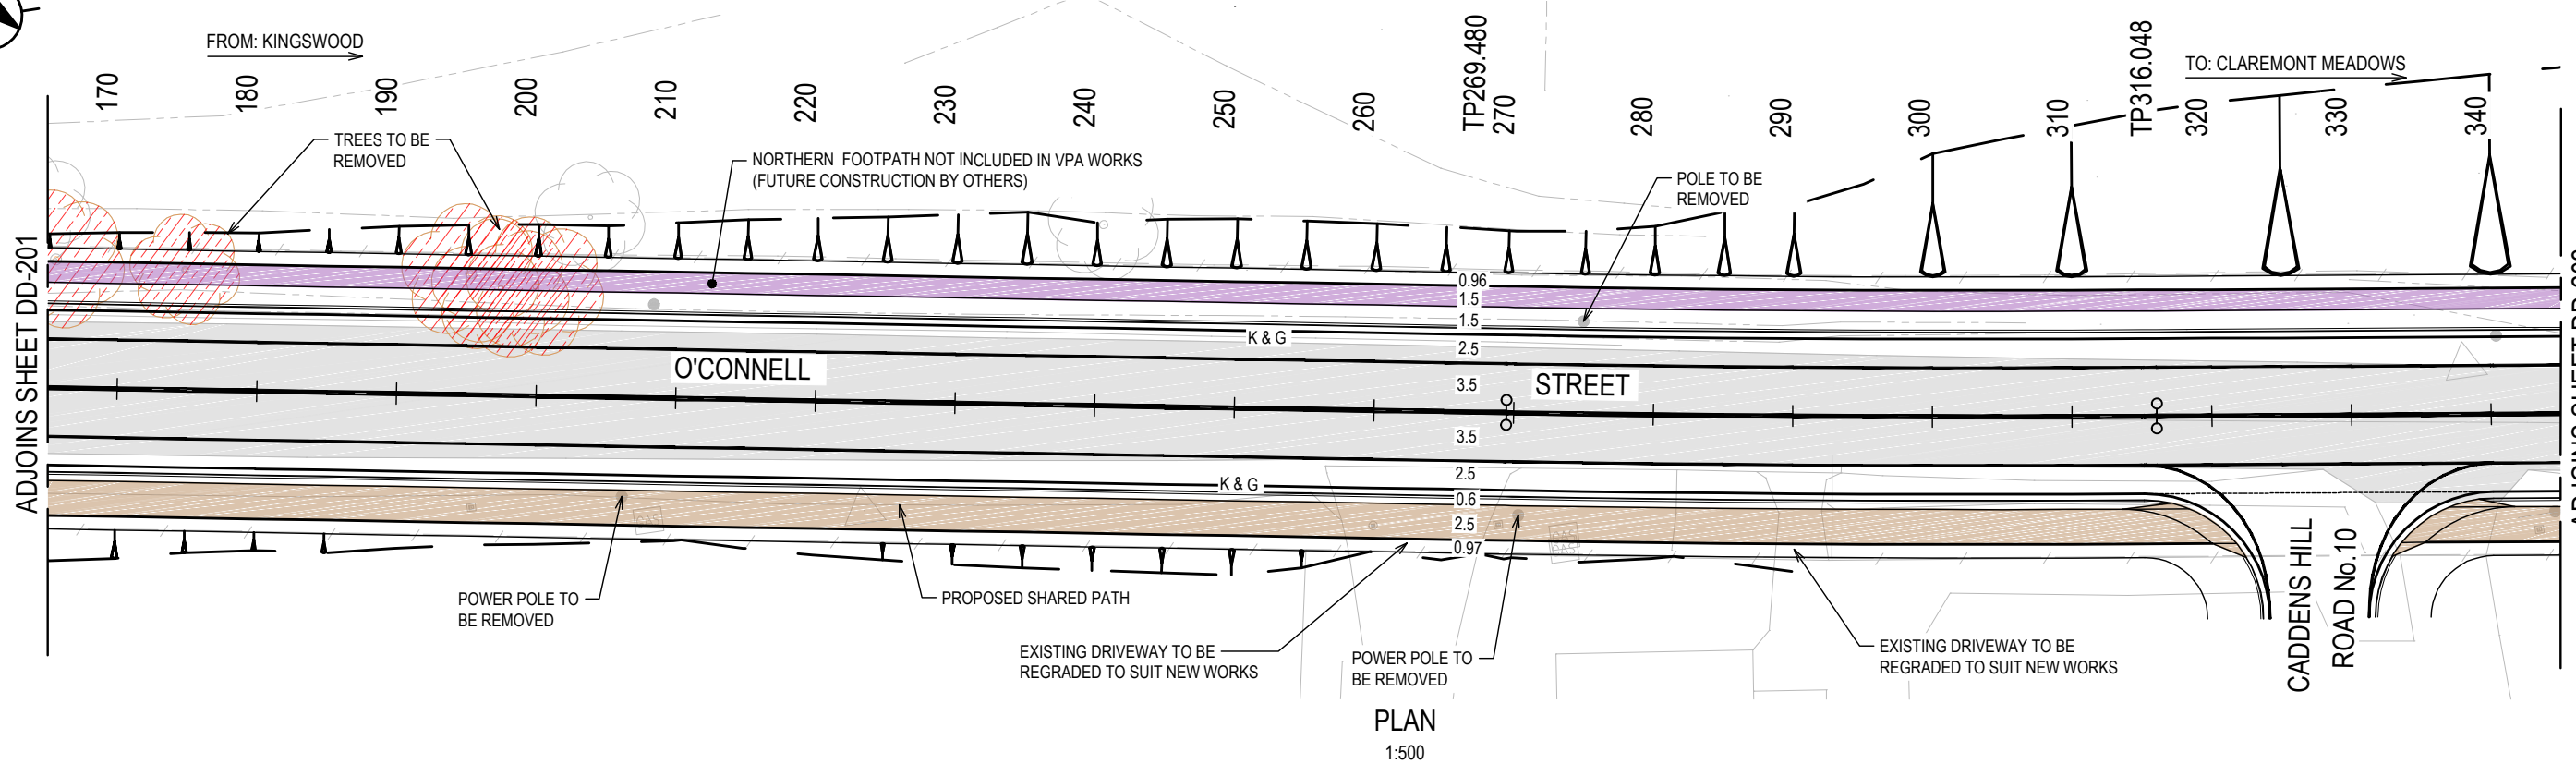 FROM: KINGSWOOD
TO: CLAREMONT MEADOWS
170
180
190
200
210
220
230
240
250
260
TP269.480
270
280
290
300
310
TP316.048
320
330
340
TREES TO BE
REMOVED
NORTHERN FOOTPATH NOT INCLUDED IN VPA WORKS
(FUTURE CONSTRUCTION BY OTHERS)
POLE TO BE
REMOVED
ADJOINS SHEET DD-201
0.96
1.5
1.5
K & G
2.5
O'CONNELL
3.5
STREET
3.5
2.5
K & G
0.6
2.5
0.97
POWER POLE TO
BE REMOVED
PROPOSED SHARED PATH
EXISTING DRIVEWAY TO BE
REGRADED TO SUIT NEW WORKS
POWER POLE TO
BE REMOVED
EXISTING DRIVEWAY TO BE
REGRADED TO SUIT NEW WORKS
CADDENS HILL
ROAD No.10
PLAN
1:500